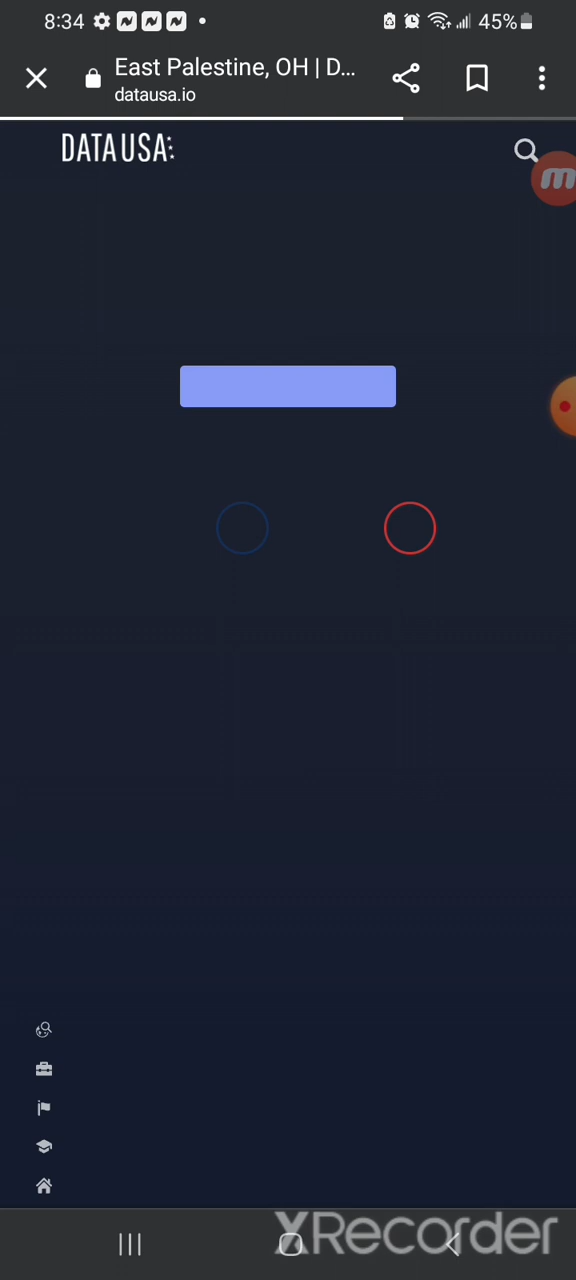 8:34
45%
East Palestine, OH | D...
datausa.io
DATA USA
XRecorder